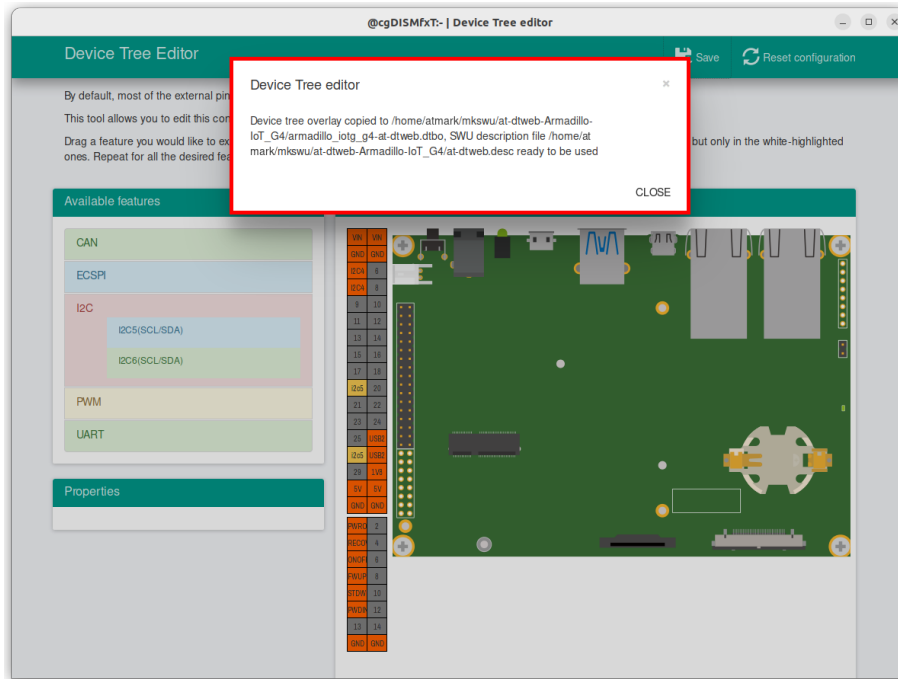 @cgDISMfxT:- | Device Tree editor
Device Tree Editor
Save
Reset configuration
By default, most of the external pin
This tool allows you to edit this con
Drag a feature you would like to ex
but only in the white-highlighted
ones. Repeat for all the desired fea
Device Tree editor
×
Device tree overlay copied to /home/atmark/mkswu/at-dtweb-Armadillo-
IoT_G4/armadillo_iotg_g4-at-dtweb.dtbo, SWU description file /home/at
mark/mkswu/at-dtweb-Armadillo-IoT_G4/at-dtweb.desc ready to be used
CLOSE
Available features
CAN
ECSPI
I2C
I2C5(SCL/SDA)
I2C6(SCL/SDA)
PWM
UART
Properties
VIN VIN
GND GND
I2C4 6
I2C4 8
9 10
11 12
13 14
15 16
17 18
i2c5 20
21 22
23 24
25 USB2
i2c5 USB2
29 1V8
5V 5V
GND GND
PWRO 2
RECO 4
ONOF 6
FWUP 8
STDW 10
PWDIN 12
13 14
GND GND